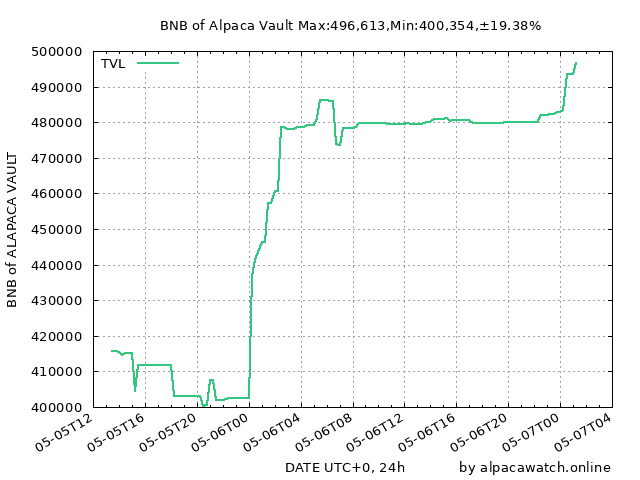 BNB of Alpaca Vault Max:496,613,Min:400,354,±19.38%
TVL
BNB of ALAPACA VAULT
500000
490000
480000
470000
460000
450000
440000
430000
420000
410000
400000
05-05T12
05-05T16
05-05T20
05-06T00
05-06T04
05-06T08
05-06T12
05-06T16
05-06T20
05-07T00
05-07T04
DATE UTC+0, 24h
by alpacawatch.online